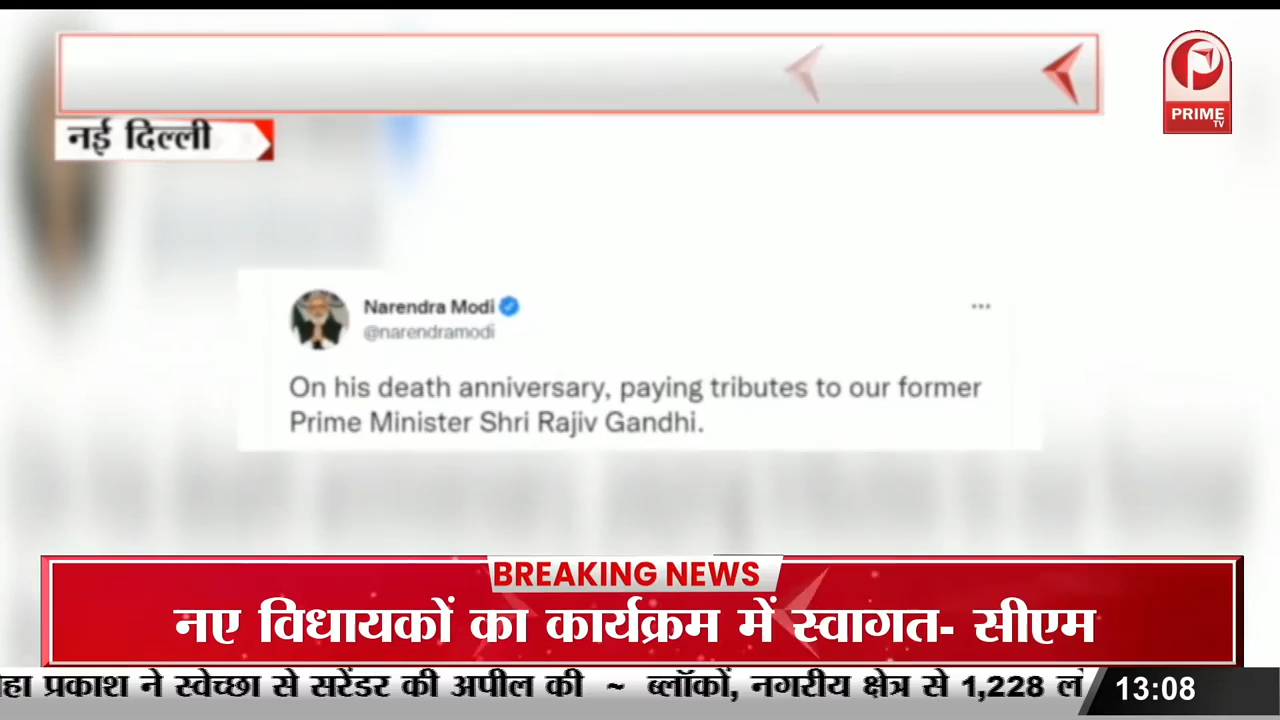 PRIME
TV
नई दिल्ली
Narendra Modi
@narendramodi
On his death anniversary, paying tributes to our former
Prime Minister Shri Rajiv Gandhi.
BREAKING NEWS
नए विधायकों का कार्यक्रम में स्वागत- सीएम
प्रकाश ने स्वेच्छा से सरेंडर की अपील की ~ ब्लॉकों, नगरीय क्षेत्र से 1,228
13:08